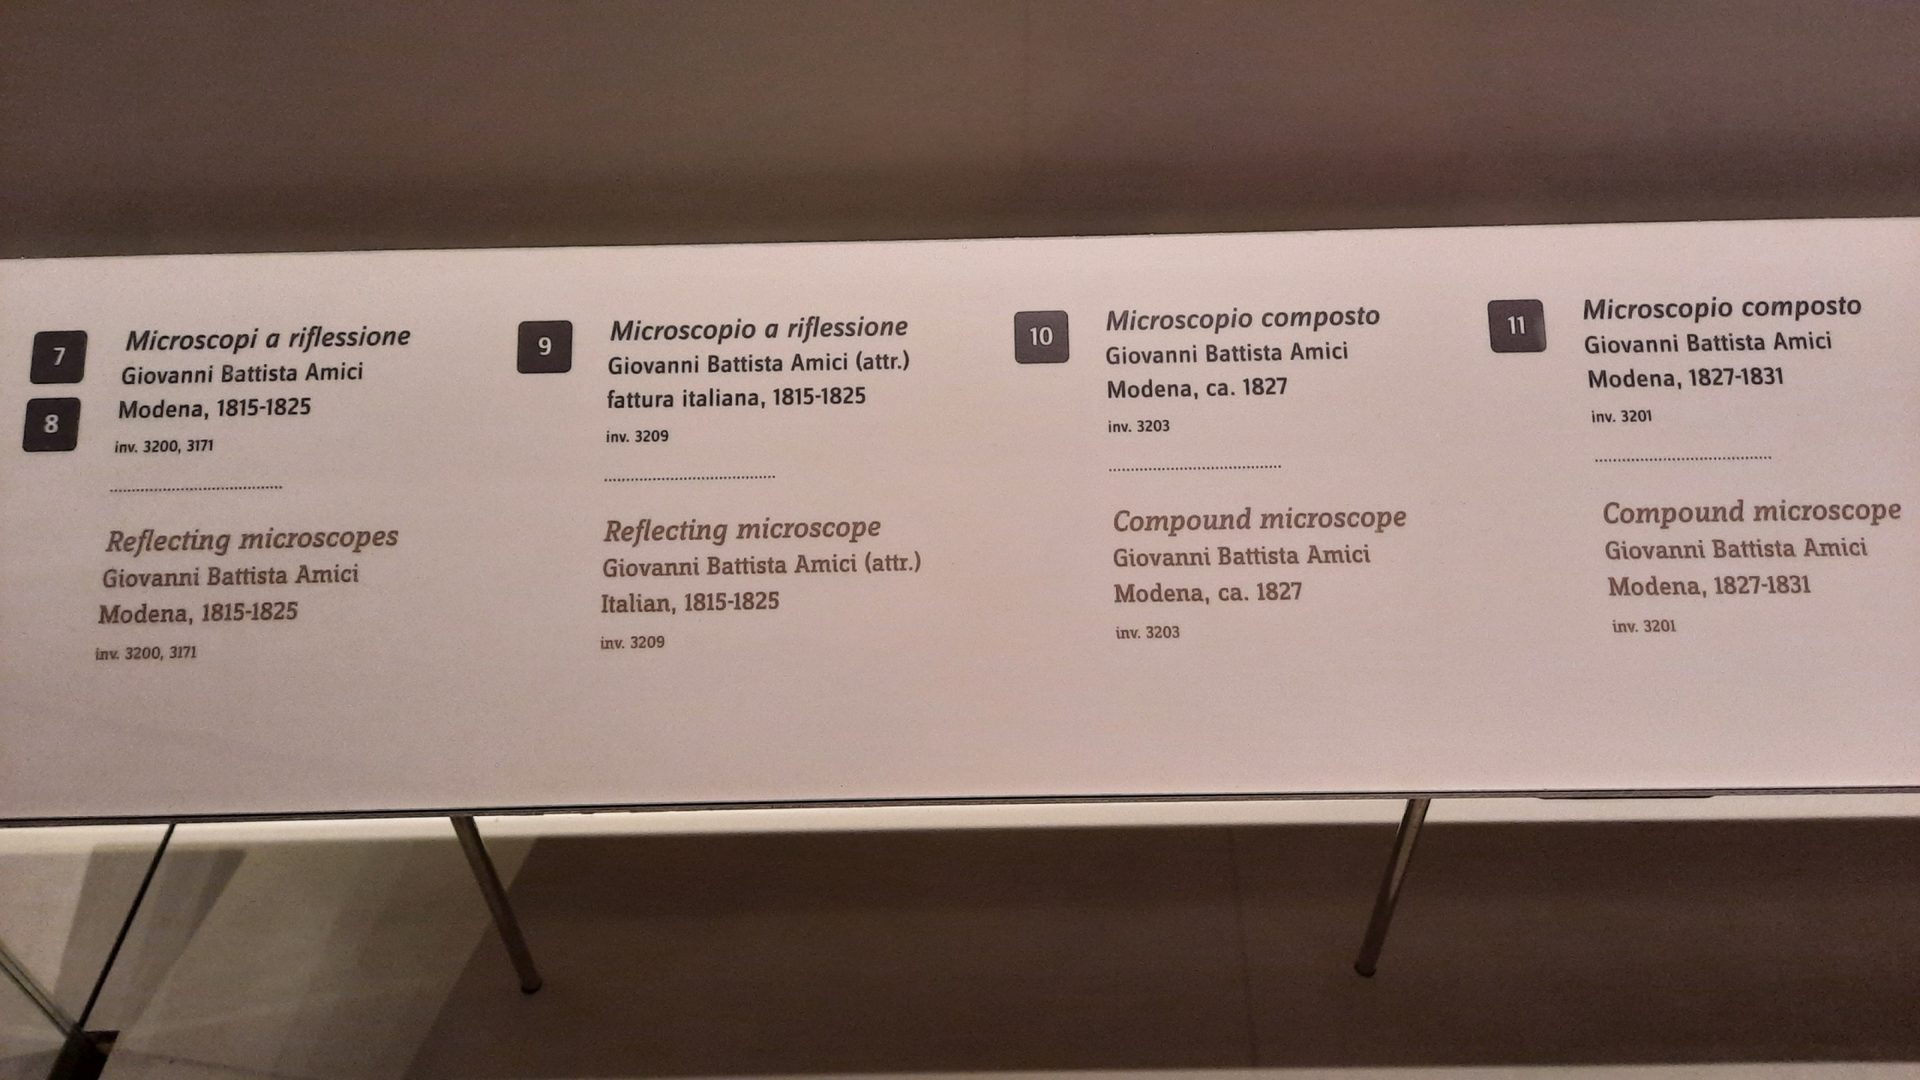 7
8
Microscopi a riflessione
Giovanni Battista Amici
Modena, 1815-1825
inv. 3200, 3171
Reflecting microscopes
Giovanni Battista Amici
Modena, 1815-1825
inv. 3200, 3171
9
Microscopio a riflessione
Giovanni Battista Amici (attr.)
fattura italiana, 1815-1825
inv. 3209
Reflecting microscope
Giovanni Battista Amici (attr.)
Italian, 1815-1825
inv. 3209
10
Microscopio composto
Giovanni Battista Amici
Modena, ca. 1827
inv. 3203
Compound microscope
Giovanni Battista Amici
Modena, ca. 1827
inv. 3203
11
Microscopio composto
Giovanni Battista Amici
Modena, 1827-1831
inv. 3201
Compound microscope
Giovanni Battista Amici
Modena, 1827-1831
inv. 3201